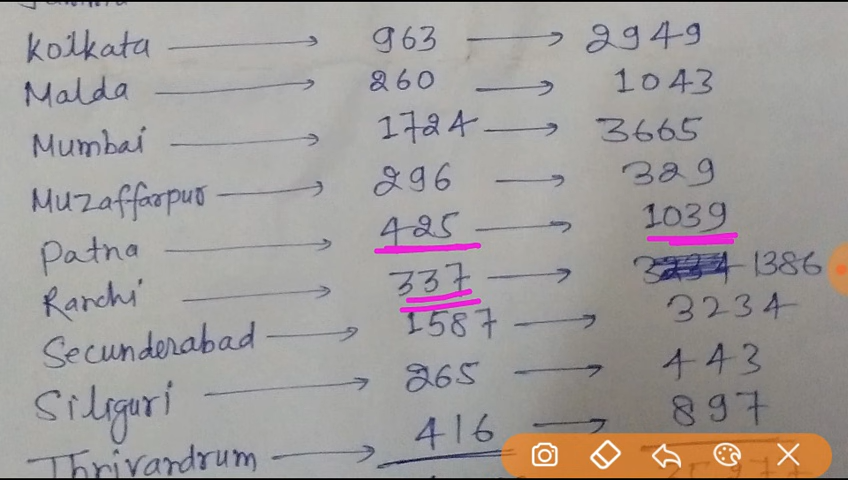 Kolkata → 963 → 2949
Malda → 260 → 1043
Mumbai → 1724 → 3665
Muzaffarpur → 296 → 329
Patna → 425 → 1039
Ranchi → 337 → 1386
Secunderabad → 1587 → 3234
Siliguri → 265 → 443
Thrivandrum → 416 → 897